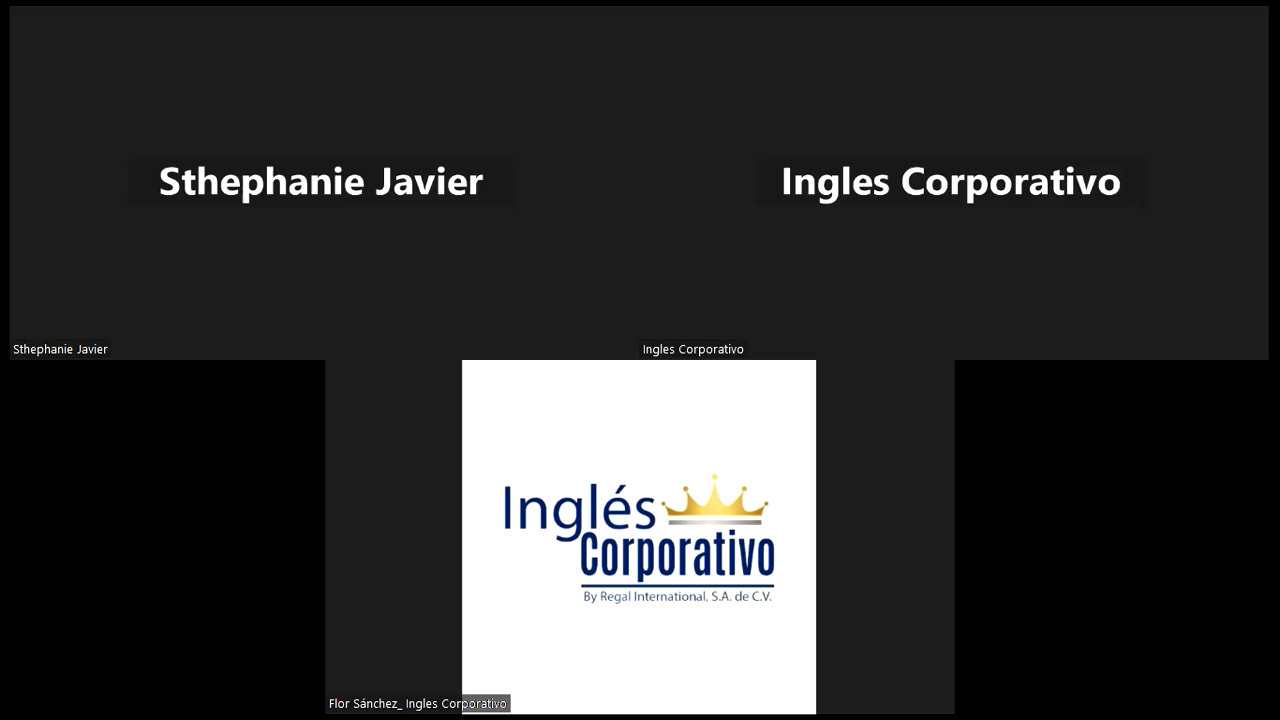 Sthephanie Javier
Ingles Corporativo
Sthephanie Javier
Ingles Corporativo
Inglés
Corporativo
By Regal International, S.A. de C.V.
Flor Sánchez_ Ingles Corporativo